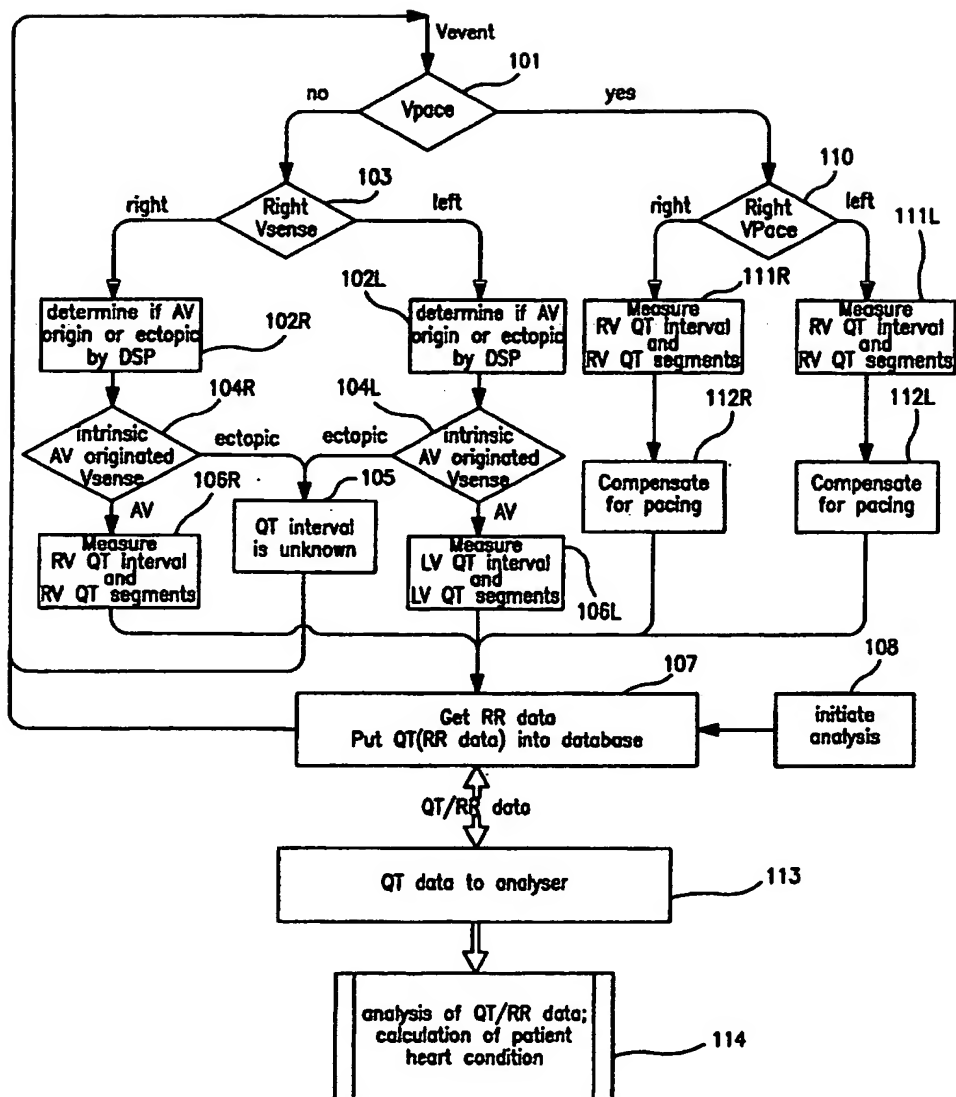 Vevent
101
no
Vpace
yes
103
110
right
Right
Vsense
left
right
Right
VPace
left
111L
102L
111R
determine if AV
origin or ectopic
by DSP
102R
determine if AV
origin or ectopic
by DSP
Measure
RV QT interval
and
RV QT segments
Measure
RV QT interval
and
RV QT segments
104R
104L
112R
112L
intrinsic
AV originated
Vsense
ectopic
ectopic
intrinsic
AV originated
Vsense
106R
105
AV
AV
Compensate
for pacing
Compensate
for pacing
Measure
RV QT interval
and
RV QT segments
QT interval
is unknown
Measure
LV QT interval
and
LV QT segments
106L
107
108
Get RR data
Put QT(RR data) into database
initiate
analysis
QT/RR data
QT data to analyser
113
analysis of QT/RR data;
calculation of patient
heart condition
114